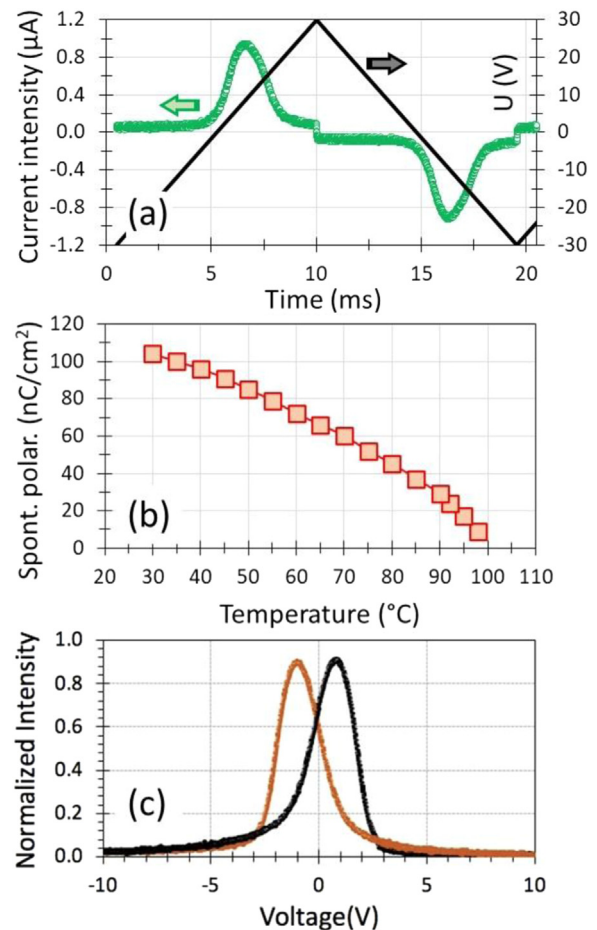 Current intensity (µA)
1.2
0.8
0.4
0.0
-0.4
-0.8
-1.2
30
20
10
0
-10
-20
-30
U (V)
(a)
0 5 10 15 20
Time (ms)
Spont. polar. (nC/cm²)
120
100
80
60
40
20
0
(b)
20 30 40 50 60 70 80 90 100 110
Temperature (°C)
Normalized Intensity
1.0
0.8
0.6
0.4
0.2
0.0
(c)
-10 -5 0 5 10
Voltage(V)